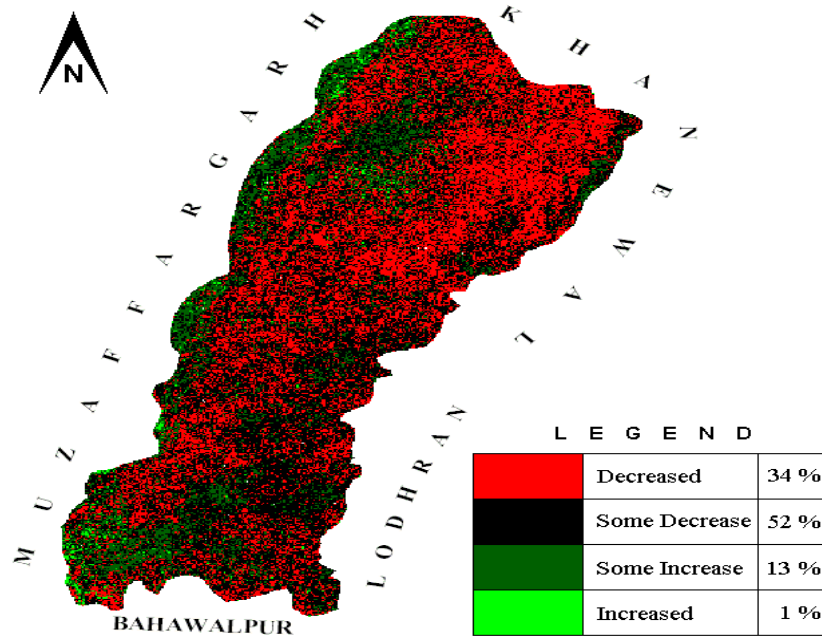 N
MUZAFFARGARH
KHANEWAL
LODHRAN
BAHAWALPUR
LEGEND
Decreased 34 %
Some Decrease 52 %
Some Increase 13 %
Increased 1 %